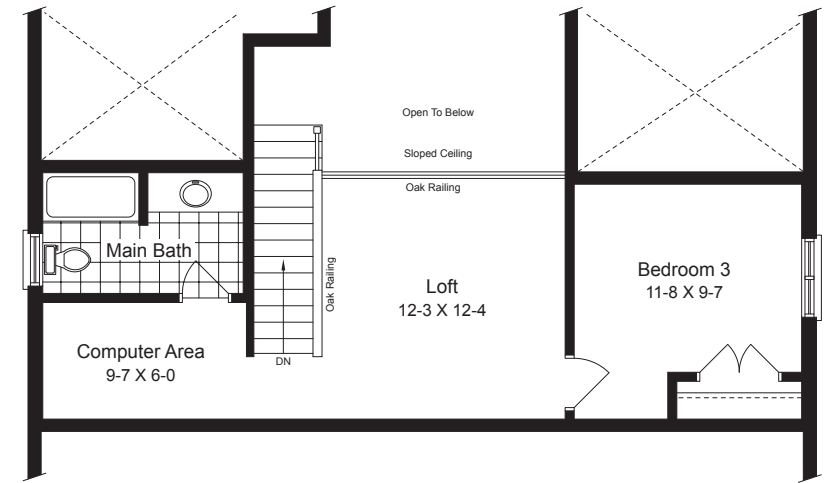 Open To Below
Sloped Ceiling
Oak Railing
Main Bath
Oak Railing
Loft
12-3 X 12-4
Bedroom 3
11-8 X 9-7
Computer Area
9-7 X 6-0
DN